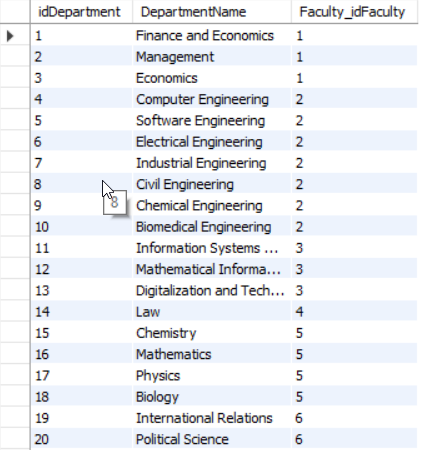 idDepartment DepartmentName Faculty_idFaculty
1 Finance and Economics 1
2 Management 1
3 Economics 1
4 Computer Engineering 2
5 Software Engineering 2
6 Electrical Engineering 2
7 Industrial Engineering 2
8 Civil Engineering 2
8
9 Chemical Engineering 2
10 Biomedical Engineering 2
11 Information Systems ... 3
12 Mathematical Informa... 3
13 Digitalization and Tech... 3
14 Law 4
15 Chemistry 5
16 Mathematics 5
17 Physics 5
18 Biology 5
19 International Relations 6
20 Political Science 6